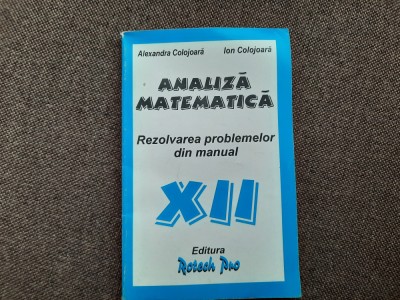 Alexandra Colojoară Ion Colojoară
ANALIZĂ
MATEMATICĂ
Rezolvarea problemelor
din manual
XII
Editura
Rotech Pro